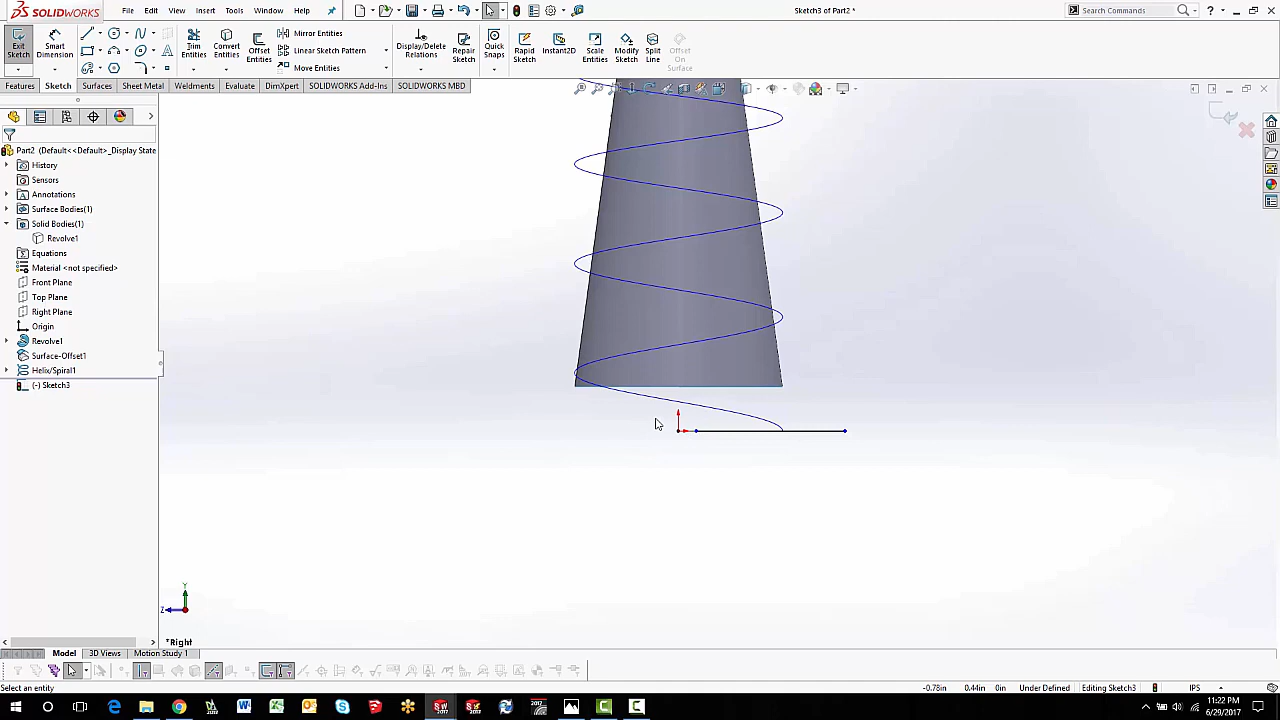 SOLIDWORKS
File Edit View Insert Tools Window Help
Sketch3 of Part2 *
Search Commands
Exit Sketch
Smart Dimension
Trim Entities
Convert Entities
Offset Entities
Mirror Entities
Linear Sketch Pattern
Move Entities
Display/Delete Relations
Repair Sketch
Quick Snaps
Rapid Sketch
Instant2D
Scale Entities
Modify Sketch
Split Line
Offset On Surface
Features Sketch Surfaces Sheet Metal Weldments Evaluate DimXpert SOLIDWORKS Add-Ins SOLIDWORKS MBD
Part2 (Default<<Default>_Display State
History
Sensors
Annotations
Surface Bodies(1)
Solid Bodies(1)
Revolve1
Equations
Material <not specified>
Front Plane
Top Plane
Right Plane
Origin
Revolve1
Surface-Offset1
Helix/Spiral1
(-) Sketch3
Y
Z
*Right
Model 3D Views Motion Study 1
Select an entity
-0.78in 0.44in 0in Under Defined Editing Sketch3 IPS
11:22 PM
6/29/2017